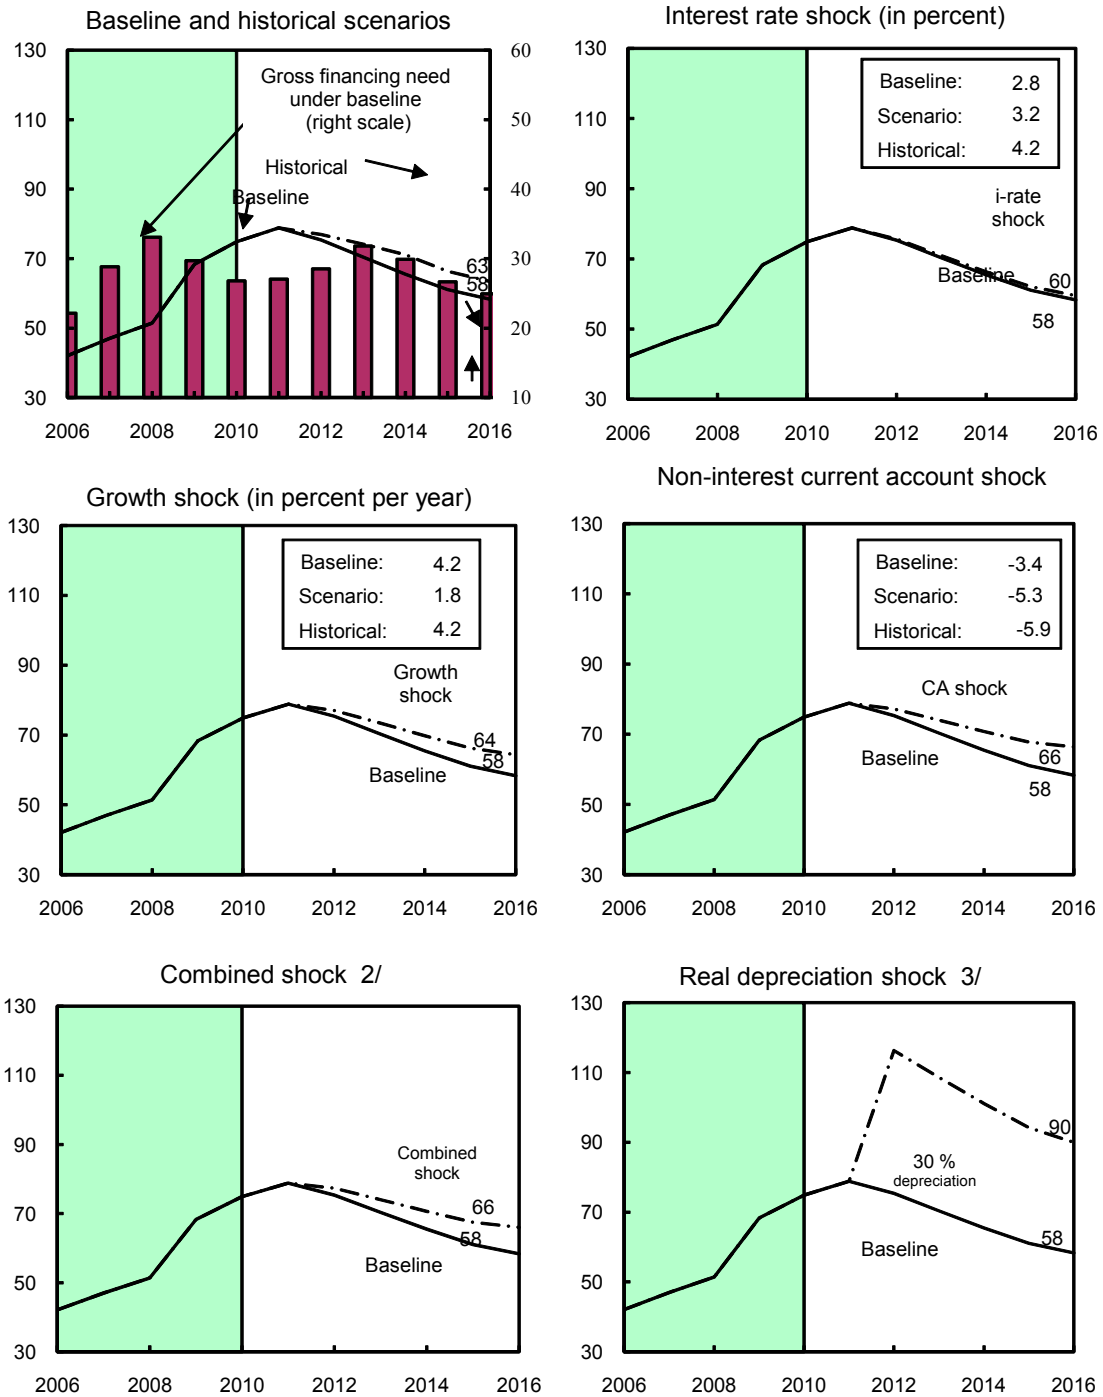 Baseline and historical scenarios
130
110
90
70
50
30
60
50
40
30
20
10
Gross financing need
under baseline
(right scale)
Historical
Baseline
63
58
2006 2008 2010 2012 2014 2016
Interest rate shock (in percent)
130
110
90
70
50
30
Baseline: 2.8
Scenario: 3.2
Historical: 4.2
i-rate
shock
Baseline
60
58
2006 2008 2010 2012 2014 2016
Growth shock (in percent per year)
130
110
90
70
50
30
Baseline: 4.2
Scenario: 1.8
Historical: 4.2
Growth
shock
64
58
Baseline
2006 2008 2010 2012 2014 2016
Non-interest current account shock
130
110
90
70
50
30
Baseline: -3.4
Scenario: -5.3
Historical: -5.9
CA shock
Baseline
66
58
2006 2008 2010 2012 2014 2016
Combined shock 2/
130
110
90
70
50
30
Combined
shock
66
58
Baseline
2006 2008 2010 2012 2014 2016
Real depreciation shock 3/
130
110
90
70
50
30
90
30 %
depreciation
58
Baseline
2006 2008 2010 2012 2014 2016